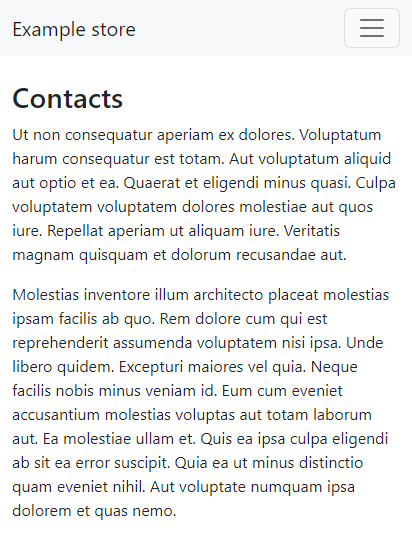 Example store
Contacts
Ut non consequatur aperiam ex dolores. Voluptatum
harum consequatur est totam. Aut voluptatum aliquid
aut optio et ea. Quaerat et eligendi minus quasi. Culpa
voluptatem voluptatem dolores molestiae aut quos
iure. Repellat aperiam ut aliquam iure. Veritatis
magnam quisquam et dolorum recusandae aut.
Molestias inventore illum architecto placeat molestias
ipsam facilis ab quo. Rem dolore cum qui est
reprehenderit assumenda voluptatem nisi ipsa. Unde
libero quidem. Excepturi maiores vel quia. Neque
facilis nobis minus veniam id. Eum cum eveniet
accusantium molestias voluptas aut totam laborum
aut. Ea molestiae ullam et. Quis ea ipsa culpa eligendi
ab sit ea error suscipit. Quia ea ut minus distinctio
quam eveniet nihil. Aut voluptate numquam ipsa
dolorem et quas nemo.